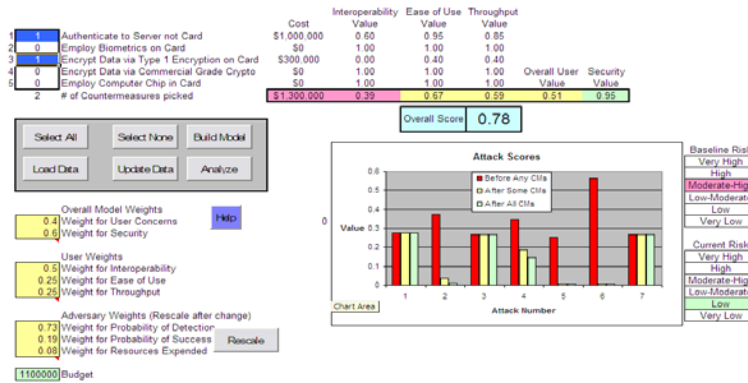 Interoperability Ease of Use Throughput
Cost Value Value Value
1 1 Authenticate to Server not Card $1,000,000 0.60 0.95 0.85
2 0 Employ Biometrics on Card $0 1.00 1.00 1.00
3 1 Encrypt Data via Type 1 Encryption on Card $300,000 0.00 0.40 0.40
4 0 Encrypt Data via Commercial Grade Crypto $0 1.00 1.00 1.00 Overall User Security
5 0 Employ Computer Chip in Card $0 1.00 1.00 1.00 Value Value
2 # of Countermeasures picked $1,300,000 0.39 0.67 0.59 0.51 0.95
Overall Score 0.78
Select All Select None Build Model
Load Data Update Data Analyze
Overall Model Weights
0.4 Weight for User Concerns
0.6 Weight for Security
Help
User Weights
0.5 Weight for Interoperability
0.25 Weight for Ease of Use
0.25 Weight for Throughput
Adversary Weights (Rescale after change)
0.73 Weight for Probability of Detection
0.19 Weight for Probability of Success
0.08 Weight for Resources Expended
Rescale
1100000 Budget
0
Attack Scores
Before Any CMs
After Some CMs
After All CMs
Value
0.6
0.5
0.4
0.3
0.2
0.1
0
1 2 3 4 5 6 7
Attack Number
Chart Area
Baseline Risk
Very High
High
Moderate-High
Low-Moderate
Low
Very Low
Current Risk
Very High
High
Moderate-High
Low-Moderate
Low
Very Low